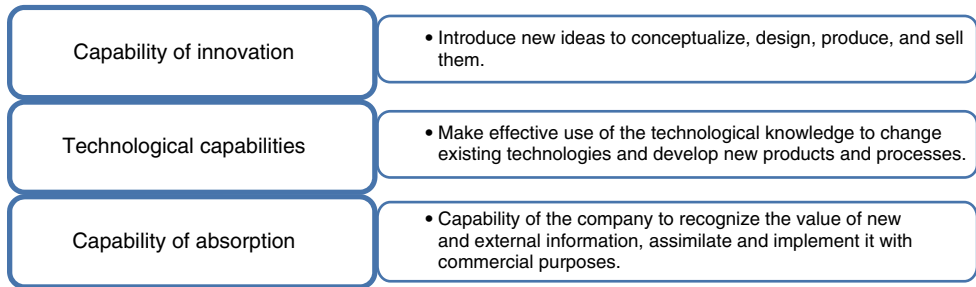 Capability of innovation
• Introduce new ideas to conceptualize, design, produce, and sell
them.
Technological capabilities
• Make effective use of the technological knowledge to change
existing technologies and develop new products and processes.
Capability of absorption
• Capability of the company to recognize the value of new
and external information, assimilate and implement it with
commercial purposes.